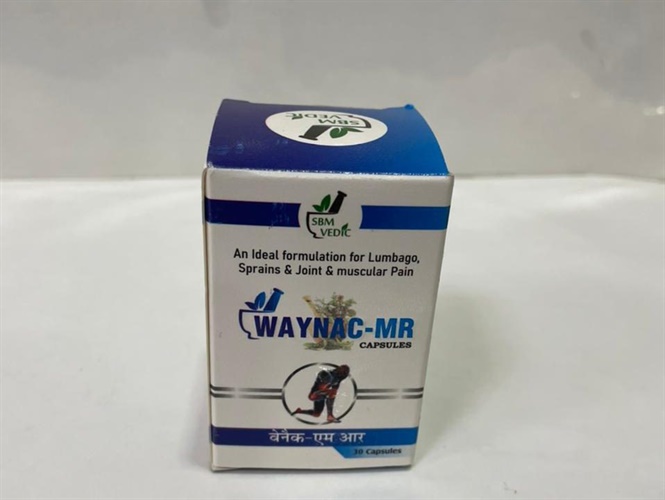 SBM
VEDIC
SBM
VEDIC
An Ideal formulation for Lumbago,
Sprains & Joint & muscular Pain
WAYNAC-MR
CAPSULES
वेनैक-एम आर
30 Capsules